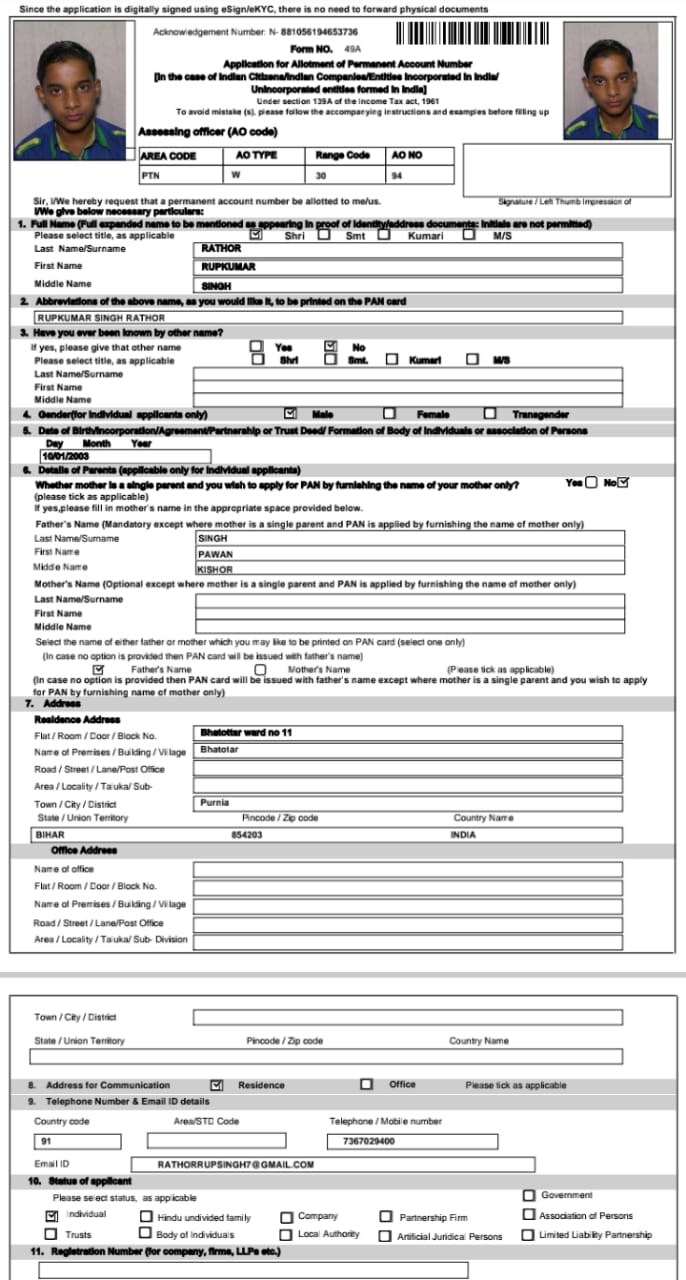 Since the application is digitally signed using eSign/eKYC, there is no need to forward physical documents
Acknowledgement Number: N- 881056194653736
Form NO. 49A
Application for Allotment of Permanent Account Number
[In the case of Indian Citizens/Indian Companies/Entities Incorporated in India/
Unincorporated entities formed in India]
Under section 139A of the Income Tax act, 1961
To avoid mistake (s), please follow the accompanying instructions and examples before filling up
Assessing officer (AO code)
AREA CODE AO TYPE Range Code AO NO
PTN W 30 94
Sir, I/We hereby request that a permanent account number be allotted to me/us.
Signature / Left Thumb Impression of
I/We give below necessary particulars:
1. Full Name (Full expanded name to be mentioned as appearing in proof of identity/address documents: initials are not permitted)
Please select title, as applicable Shri Smt Kumari M/S
Last Name/Surname RATHOR
First Name RUPKUMAR
Middle Name SINGH
2. Abbreviations of the above name, as you would like it, to be printed on the PAN card
RUPKUMAR SINGH RATHOR
3. Have you ever been known by other name?
If yes, please give that other name Yes No
Please select title, as applicable Shri Smt. Kumari M/S
Last Name/Surname
First Name
Middle Name
4. Gender(for individual applicants only) Male Female Transgender
5. Date of Birth/Incorporation/Agreement/Partnership or Trust Deed/ Formation of Body of Individuals or association of Persons
Day Month Year
10/01/2003
6. Details of Parents (applicable only for individual applicants)
Whether mother is a single parent and you wish to apply for PAN by furnishing the name of your mother only? Yes No
(please tick as applicable)
If yes,please fill in mother's name in the appropriate space provided below.
Father's Name (Mandatory except where mother is a single parent and PAN is applied by furnishing the name of mother only)
Last Name/Surname SINGH
First Name PAWAN
Middle Name KISHOR
Mother's Name (Optional except where mother is a single parent and PAN is applied by furnishing the name of mother only)
Last Name/Surname
First Name
Middle Name
Select the name of either father or mother which you may like to be printed on PAN card (select one only)
(In case no option is provided then PAN card will be issued with father's name)
Father's Name Mother's Name (Please tick as applicable)
(In case no option is provided then PAN card will be issued with father's name except where mother is a single parent and you wish to apply
for PAN by furnishing name of mother only)
7. Address
Residence Address
Flat / Room / Door / Block No. Bhatottar ward no 11
Name of Premises / Building / Village Bhatotar
Road / Street / Lane/Post Office
Area / Locality / Taluka/ Sub-
Town / City / District Purnia
State / Union Territory Pincode / Zip code Country Name
BIHAR 854203 INDIA
Office Address
Name of office
Flat / Room / Door / Block No.
Name of Premises / Building / Village
Road / Street / Lane/Post Office
Area / Locality / Taluka/ Sub- Division
Town / City / District
State / Union Territory Pincode / Zip code Country Name
8. Address for Communication Residence Office Please tick as applicable
9. Telephone Number & Email ID details
Country code Area/STD Code Telephone / Mobile number
91 7367029400
Email ID RATHORRUPSINGH7@GMAIL.COM
10. Status of applicant
Please select status, as applicable Government
Individual Hindu undivided family Company Partnership Firm Association of Persons
Trusts Body of Individuals Local Authority Artificial Juridical Persons Limited Liability Partnership
11. Registration Number (for company, firms, LLPs etc.)